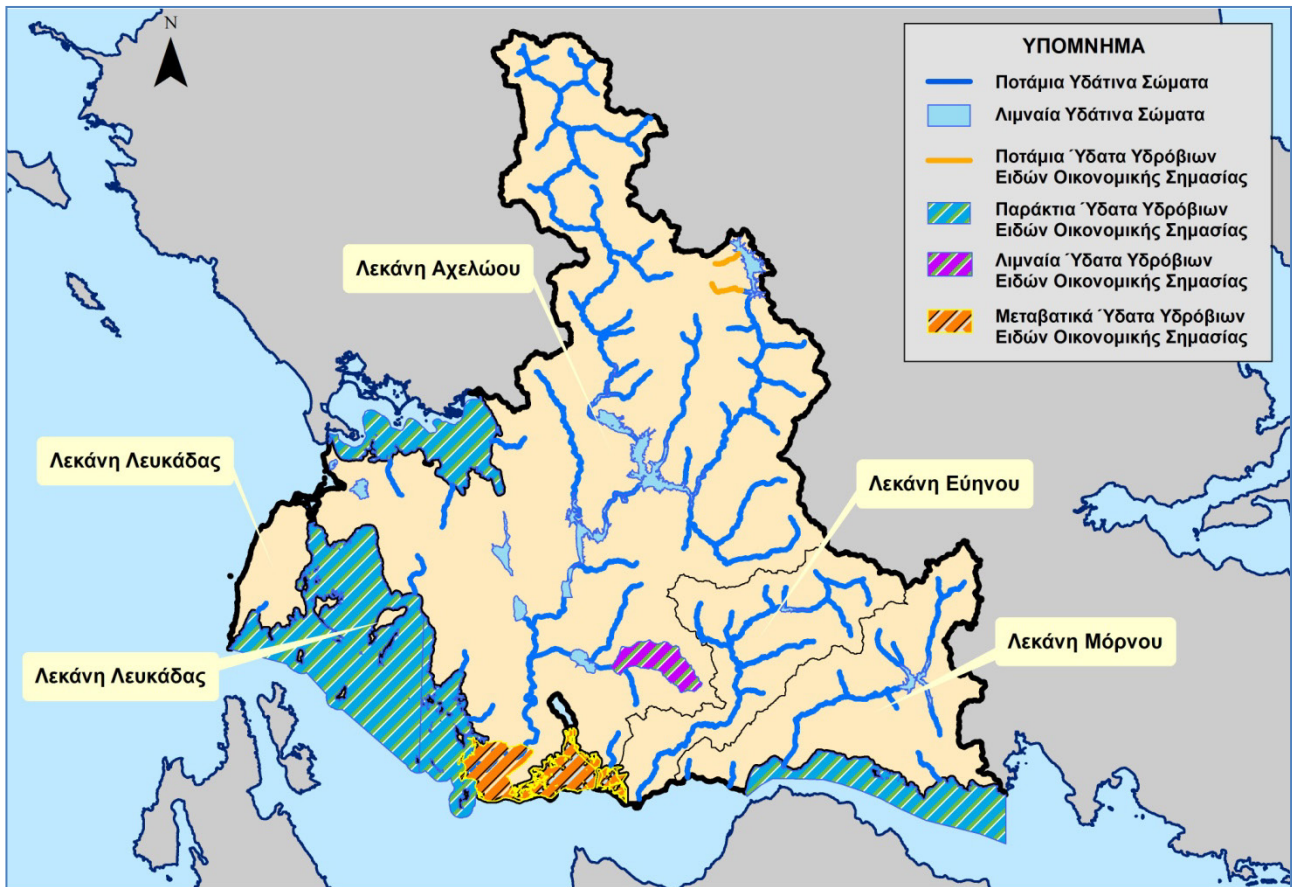 N
ΥΠΟΜΝΗΜΑ
Ποτάμια Υδάτινα Σώματα
Λιμναία Υδάτινα Σώματα
Ποτάμια Ύδατα Υδρόβιων
Ειδών Οικονομικής Σημασίας
Παράκτια Ύδατα Υδρόβιων
Ειδών Οικονομικής Σημασίας
Λιμναία Ύδατα Υδρόβιων
Ειδών Οικονομικής Σημασίας
Μεταβατικά Ύδατα Υδρόβιων
Ειδών Οικονομικής Σημασίας
Λεκάνη Αχελώου
Λεκάνη Λευκάδας
Λεκάνη Εύηνου
Λεκάνη Μόρνου
Λεκάνη Λευκάδας